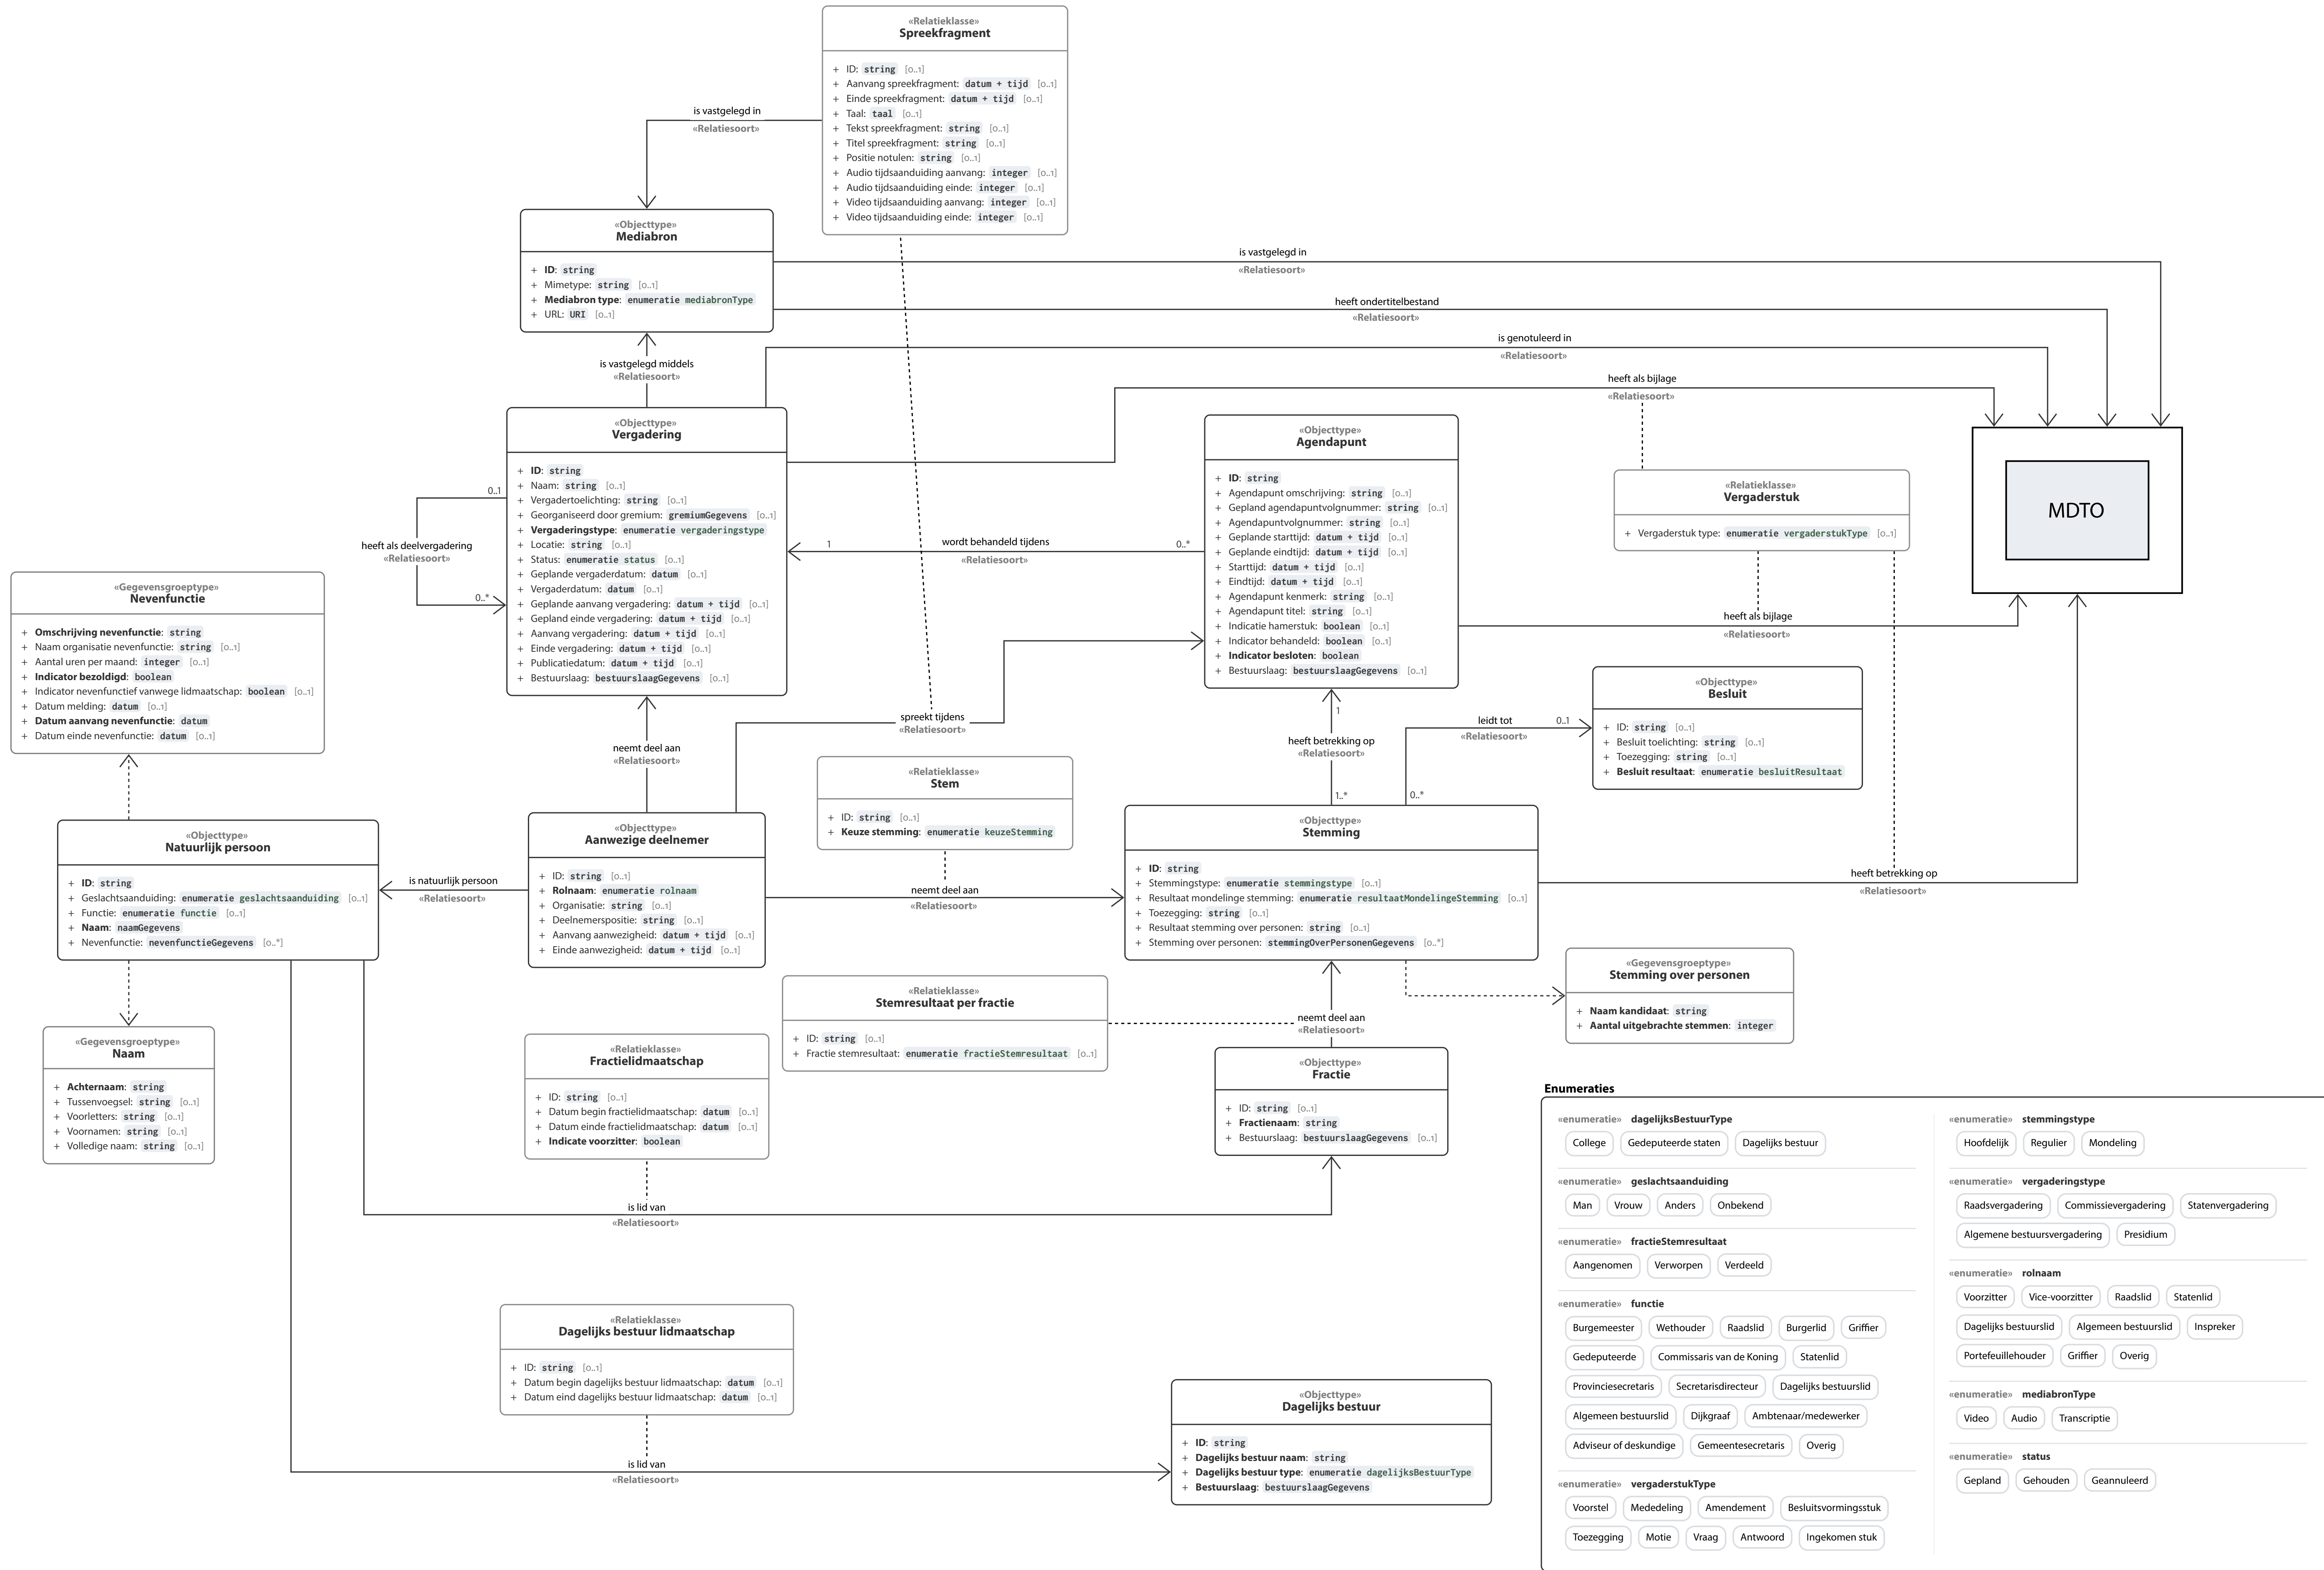 «Relatieklasse»
Spreekfragment
+ ID: string [0..1]
+ Aanvang spreekfragment: datum + tijd [0..1]
+ Einde spreekfragment: datum + tijd [0..1]
+ Taal: taal [0..1]
+ Tekst spreekfragment: string [0..1]
+ Titel spreekfragment: string [0..1]
+ Positie notulen: string [0..1]
+ Audio tijdsaanduiding aanvang: integer [0..1]
+ Audio tijdsaanduiding einde: integer [0..1]
+ Video tijdsaanduiding aanvang: integer [0..1]
+ Video tijdsaanduiding einde: integer [0..1]
is vastgelegd in
«Relatiesoort»
«Objecttype»
Mediabron
+ ID: string
+ Mimetype: string [0..1]
+ Mediabron type: enumeratie mediabronType
+ URL: URI [0..1]
is vastgelegd in
«Relatiesoort»
heeft ondertitelbestand
«Relatiesoort»
is genotuleerd in
«Relatiesoort»
heeft als bijlage
«Relatiesoort»
is vastgelegd middels
«Relatiesoort»
«Objecttype»
Vergadering
+ ID: string
+ Naam: string [0..1]
+ Vergadertoelichting: string [0..1]
+ Georganiseerd door gremium: gremiumGegevens [0..1]
+ Vergaderingstype: enumeratie vergaderingstype
+ Locatie: string [0..1]
+ Status: enumeratie status [0..1]
+ Geplande vergaderdatum: datum [0..1]
+ Vergaderdatum: datum [0..1]
+ Geplande aanvang vergadering: datum + tijd [0..1]
+ Gepland einde vergadering: datum + tijd [0..1]
+ Aanvang vergadering: datum + tijd [0..1]
+ Einde vergadering: datum + tijd [0..1]
+ Publicatiedatum: datum + tijd [0..1]
+ Bestuurslaag: bestuurslaagGegevens [0..1]
0..1
heeft als deelvergadering
«Relatiesoort»
0..*
1
wordt behandeld tijdens
0..*
«Relatiesoort»
«Objecttype»
Agendapunt
+ ID: string
+ Agendapunt omschrijving: string [0..1]
+ Gepland agendapuntvolgnummer: string [0..1]
+ Agendapuntvolgnummer: string [0..1]
+ Geplande starttijd: datum + tijd [0..1]
+ Geplande eindtijd: datum + tijd [0..1]
+ Starttijd: datum + tijd [0..1]
+ Eindtijd: datum + tijd [0..1]
+ Agendapunt kenmerk: string [0..1]
+ Agendapunt titel: string [0..1]
+ Indicatie hamerstuk: boolean [0..1]
+ Indicator behandeld: boolean [0..1]
+ Indicator besloten: boolean
+ Bestuurslaag: bestuurslaagGegevens [0..1]
«Relatieklasse»
Vergaderstuk
+ Vergaderstuk type: enumeratie vergaderstukType [0..1]
MDTO
heeft als bijlage
«Relatiesoort»
«Gegevensgroeptype»
Nevenfunctie
+ Omschrijving nevenfunctie: string
+ Naam organisatie nevenfunctie: string [0..1]
+ Aantal uren per maand: integer [0..1]
+ Indicator bezoldigd: boolean
+ Indicator nevenfunctief vanwege lidmaatschap: boolean [0..1]
+ Datum melding: datum [0..1]
+ Datum aanvang nevenfunctie: datum
+ Datum einde nevenfunctie: datum [0..1]
neemt deel aan
«Relatiesoort»
spreekt tijdens
«Relatiesoort»
1
heeft betrekking op
«Relatiesoort»
1..*
leidt tot
0..1
«Relatiesoort»
0..*
«Objecttype»
Besluit
+ ID: string [0..1]
+ Besluit toelichting: string [0..1]
+ Toezegging: string [0..1]
+ Besluit resultaat: enumeratie besluitResultaat
«Relatieklasse»
Stem
+ ID: string [0..1]
+ Keuze stemming: enumeratie keuzeStemming
«Objecttype»
Natuurlijk persoon
+ ID: string
+ Geslachtsaanduiding: enumeratie geslachtsaanduiding [0..1]
+ Functie: enumeratie functie [0..1]
+ Naam: naamGegevens
+ Nevenfunctie: nevenfunctieGegevens [0..*]
is natuurlijk persoon
«Relatiesoort»
«Objecttype»
Aanwezige deelnemer
+ ID: string [0..1]
+ Rolnaam: enumeratie rolnaam
+ Organisatie: string [0..1]
+ Deelnemerspositie: string [0..1]
+ Aanvang aanwezigheid: datum + tijd [0..1]
+ Einde aanwezigheid: datum + tijd [0..1]
neemt deel aan
«Relatiesoort»
«Objecttype»
Stemming
+ ID: string
+ Stemmingstype: enumeratie stemmingstype [0..1]
+ Resultaat mondelinge stemming: enumeratie resultaatMondelingeStemming [0..1]
+ Toezegging: string [0..1]
+ Resultaat stemming over personen: string [0..1]
+ Stemming over personen: stemmingOverPersonenGegevens [0..*]
heeft betrekking op
«Relatiesoort»
«Gegevensgroeptype»
Stemming over personen
+ Naam kandidaat: string
+ Aantal uitgebrachte stemmen: integer
«Relatieklasse»
Stemresultaat per fractie
+ ID: string [0..1]
+ Fractie stemresultaat: enumeratie fractieStemresultaat [0..1]
neemt deel aan
«Relatiesoort»
«Gegevensgroeptype»
Naam
+ Achternaam: string
+ Tussenvoegsel: string [0..1]
+ Voorletters: string [0..1]
+ Voornamen: string [0..1]
+ Volledige naam: string [0..1]
«Relatieklasse»
Fractielidmaatschap
+ ID: string [0..1]
+ Datum begin fractielidmaatschap: datum [0..1]
+ Datum einde fractielidmaatschap: datum [0..1]
+ Indicate voorzitter: boolean
«Objecttype»
Fractie
+ ID: string [0..1]
+ Fractienaam: string
+ Bestuurslaag: bestuurslaagGegevens [0..1]
is lid van
«Relatiesoort»
«Relatieklasse»
Dagelijks bestuur lidmaatschap
+ ID: string [0..1]
+ Datum begin dagelijks bestuur lidmaatschap: datum [0..1]
+ Datum eind dagelijks bestuur lidmaatschap: datum [0..1]
is lid van
«Relatiesoort»
«Objecttype»
Dagelijks bestuur
+ ID: string
+ Dagelijks bestuur naam: string
+ Dagelijks bestuur type: enumeratie dagelijksBestuurType
+ Bestuurslaag: bestuurslaagGegevens
Enumeraties
«enumeratie» dagelijksBestuurType
College Gedeputeerde staten Dagelijks bestuur
«enumeratie» geslachtsaanduiding
Man Vrouw Anders Onbekend
«enumeratie» fractieStemresultaat
Aangenomen Verworpen Verdeeld
«enumeratie» functie
Burgemeester Wethouder Raadslid Burgerlid Griffier
Gedeputeerde Commissaris van de Koning Statenlid
Provinciesecretaris Secretarisdirecteur Dagelijks bestuurslid
Algemeen bestuurslid Dijkgraaf Ambtenaar/medewerker
Adviseur of deskundige Gemeentesecretaris Overig
«enumeratie» vergaderstukType
Voorstel Mededeling Amendement Besluitsvormingsstuk
Toezegging Motie Vraag Antwoord Ingekomen stuk
«enumeratie» stemmingstype
Hoofdelijk Regulier Mondeling
«enumeratie» vergaderingstype
Raadsvergadering Commissievergadering Statenvergadering
Algemene bestuursvergadering Presidium
«enumeratie» rolnaam
Voorzitter Vice-voorzitter Raadslid Statenlid
Dagelijks bestuurslid Algemeen bestuurslid Inspreker
Portefeuillehouder Griffier Overig
«enumeratie» mediabronType
Video Audio Transcriptie
«enumeratie» status
Gepland Gehouden Geannuleerd